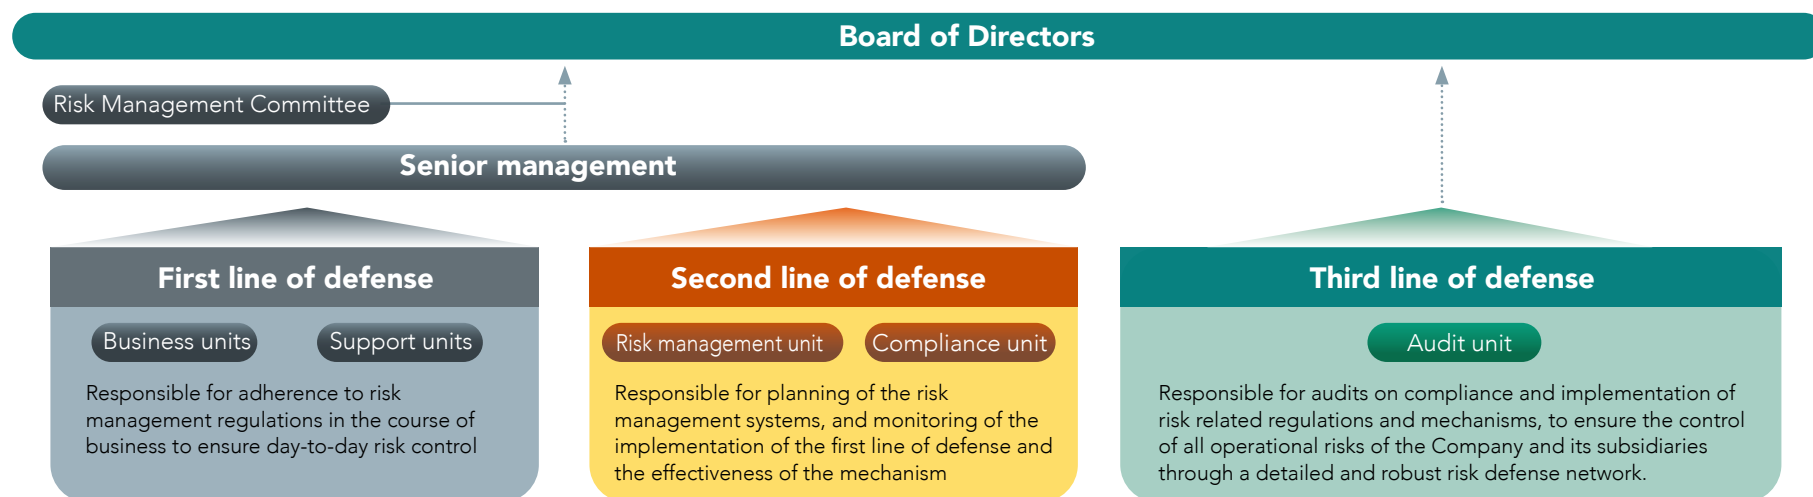 Board of Directors
Risk Management Committee
Senior management
First line of defense
Business units
Support units
Responsible for adherence to risk
management regulations in the course of
business to ensure day-to-day risk control
Second line of defense
Risk management unit
Compliance unit
Responsible for planning of the risk
management systems, and monitoring of the
implementation of the first line of defense and
the effectiveness of the mechanism
Third line of defense
Audit unit
Responsible for audits on compliance and implementation of
risk related regulations and mechanisms, to ensure the control
of all operational risks of the Company and its subsidiaries
through a detailed and robust risk defense network.